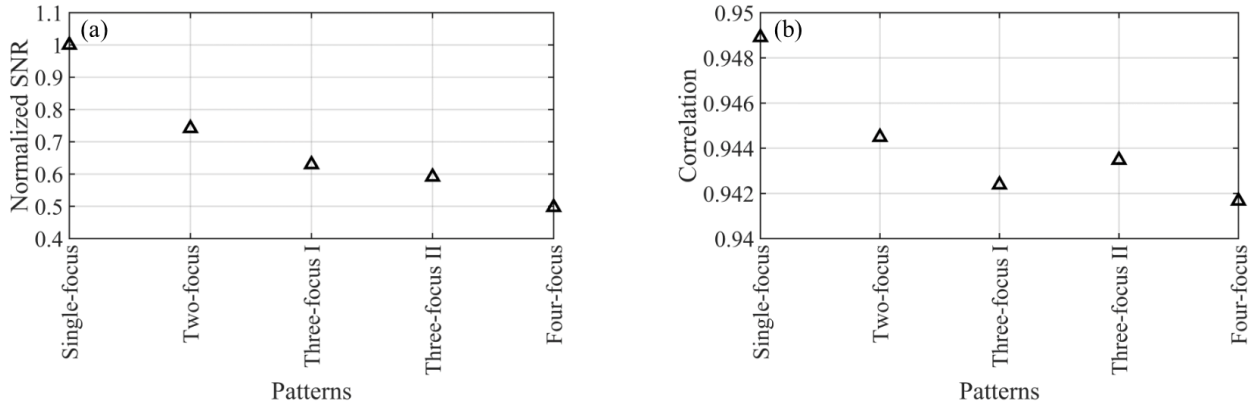 (a)
Normalized SNR
1.1
1
0.9
0.8
0.7
0.6
0.5
0.4
Single-focus
Two-focus
Three-focus I
Three-focus II
Four-focus
Patterns
(b)
Correlation
0.95
0.948
0.946
0.944
0.942
0.94
Single-focus
Two-focus
Three-focus I
Three-focus II
Four-focus
Patterns